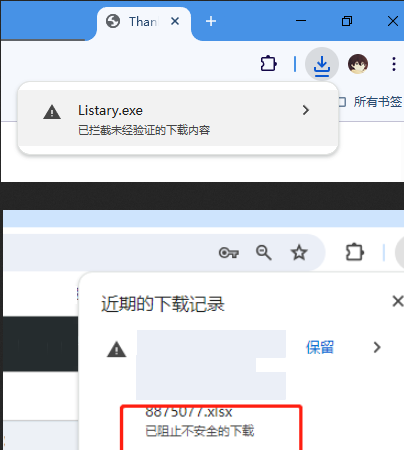 Than
所有书签
Listary.exe
已拦截未经验证的下载内容
近期的下载记录
保留
8875077.xlsx
已阻止不安全的下载